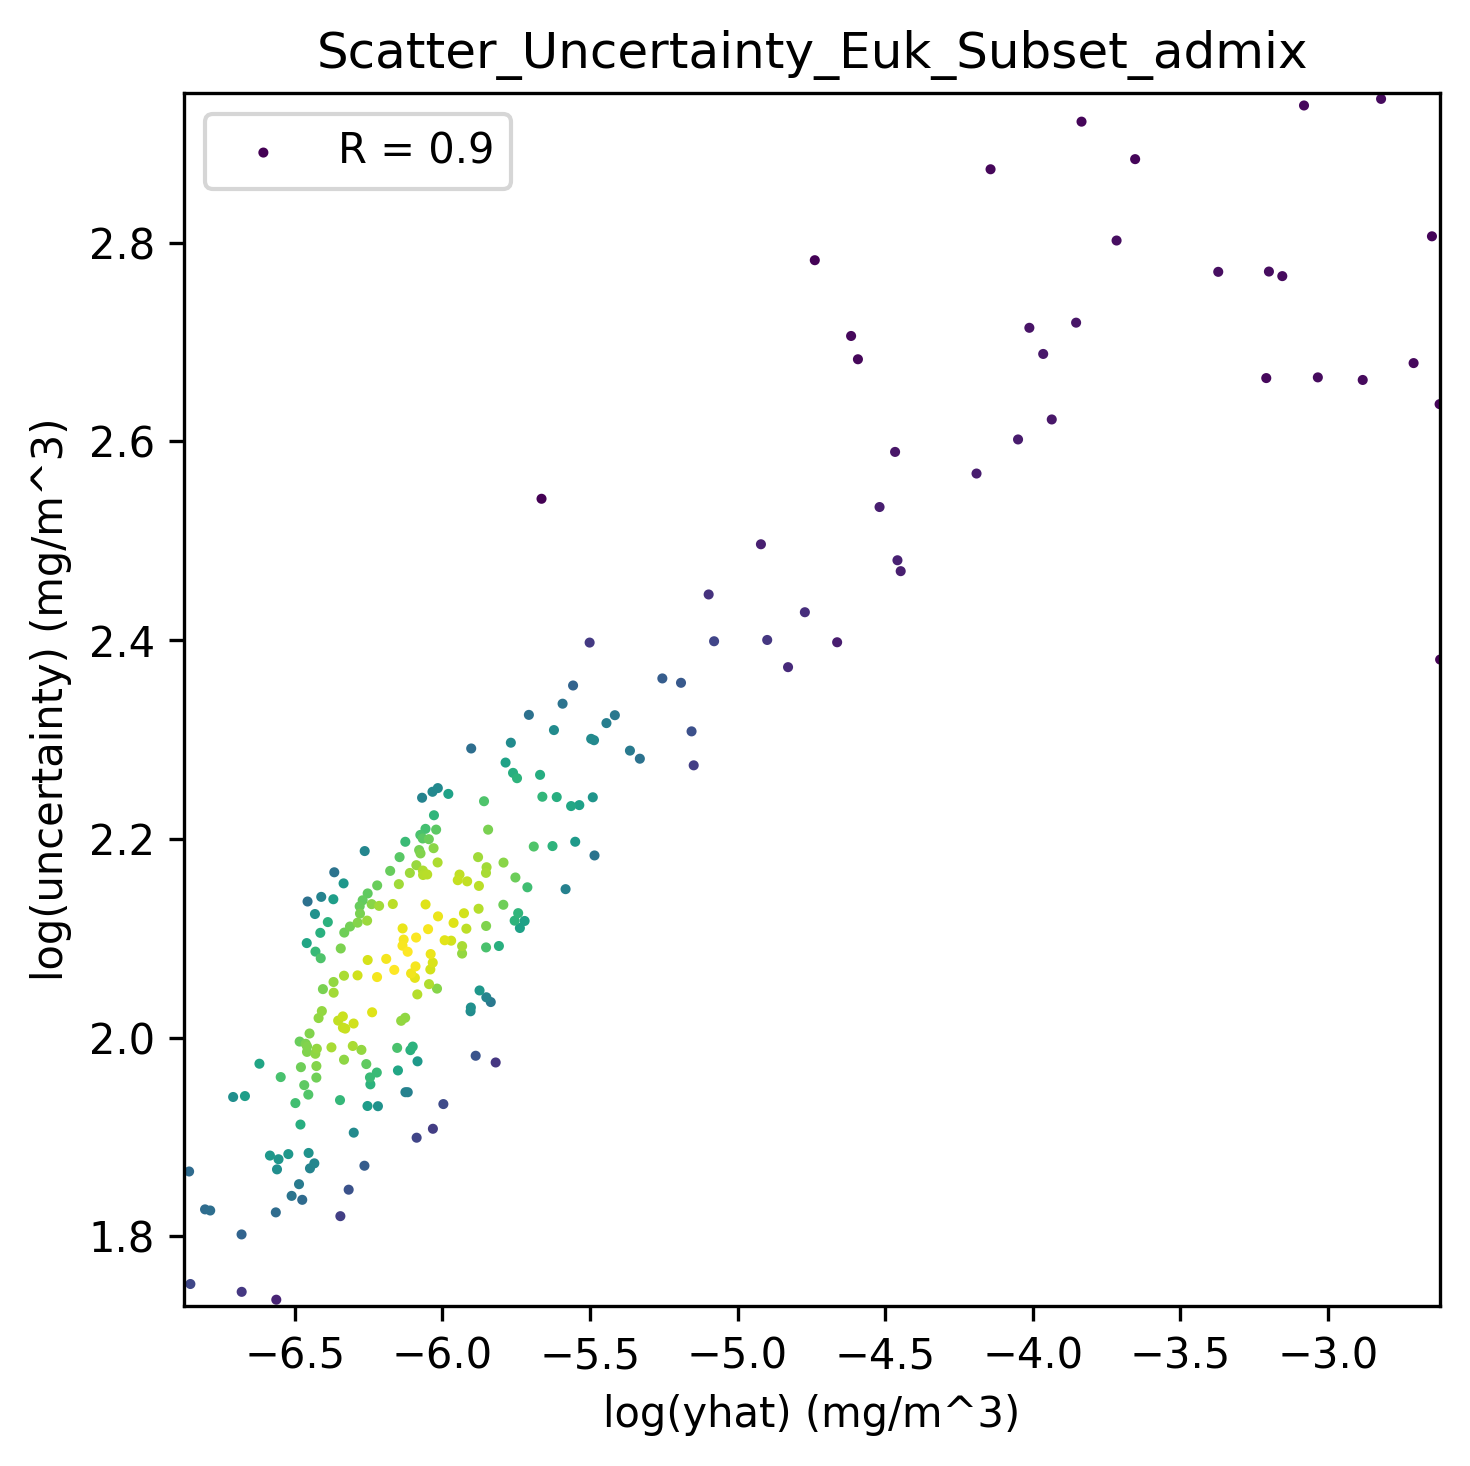 Scatter_Uncertainty_Euk_Subset_admix
R = 0.9
log(uncertainty) (mg/m^3)
2.8
2.6
2.4
2.2
2.0
1.8
−6.5 −6.0 −5.5 −5.0 −4.5 −4.0 −3.5 −3.0
log(yhat) (mg/m^3)